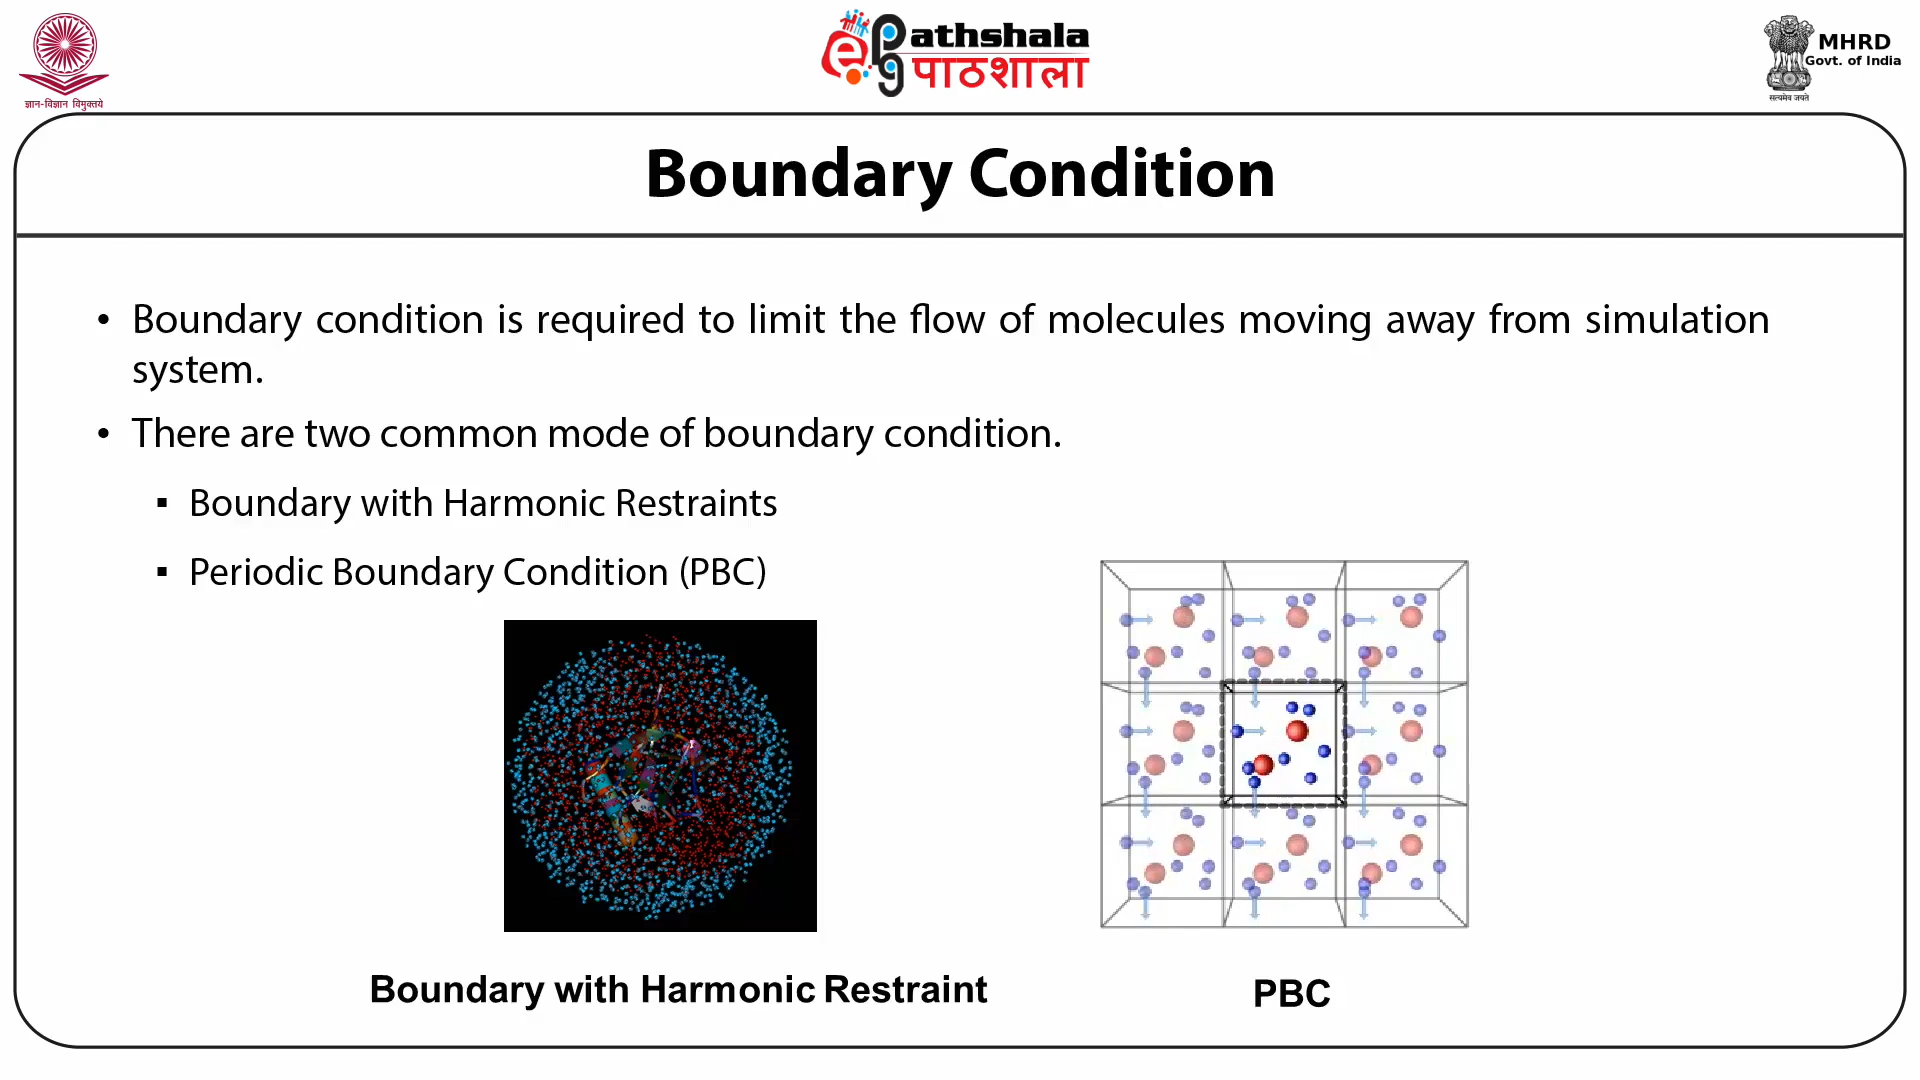 ज्ञान-विज्ञान विमुक्तये
ePathshala
पाठशाला
MHRD
Govt. of India
सत्यमेव जयते
Boundary Condition
• Boundary condition is required to limit the flow of molecules moving away from simulation
system.
• There are two common mode of boundary condition.
▪ Boundary with Harmonic Restraints
▪ Periodic Boundary Condition (PBC)
Boundary with Harmonic Restraint
PBC